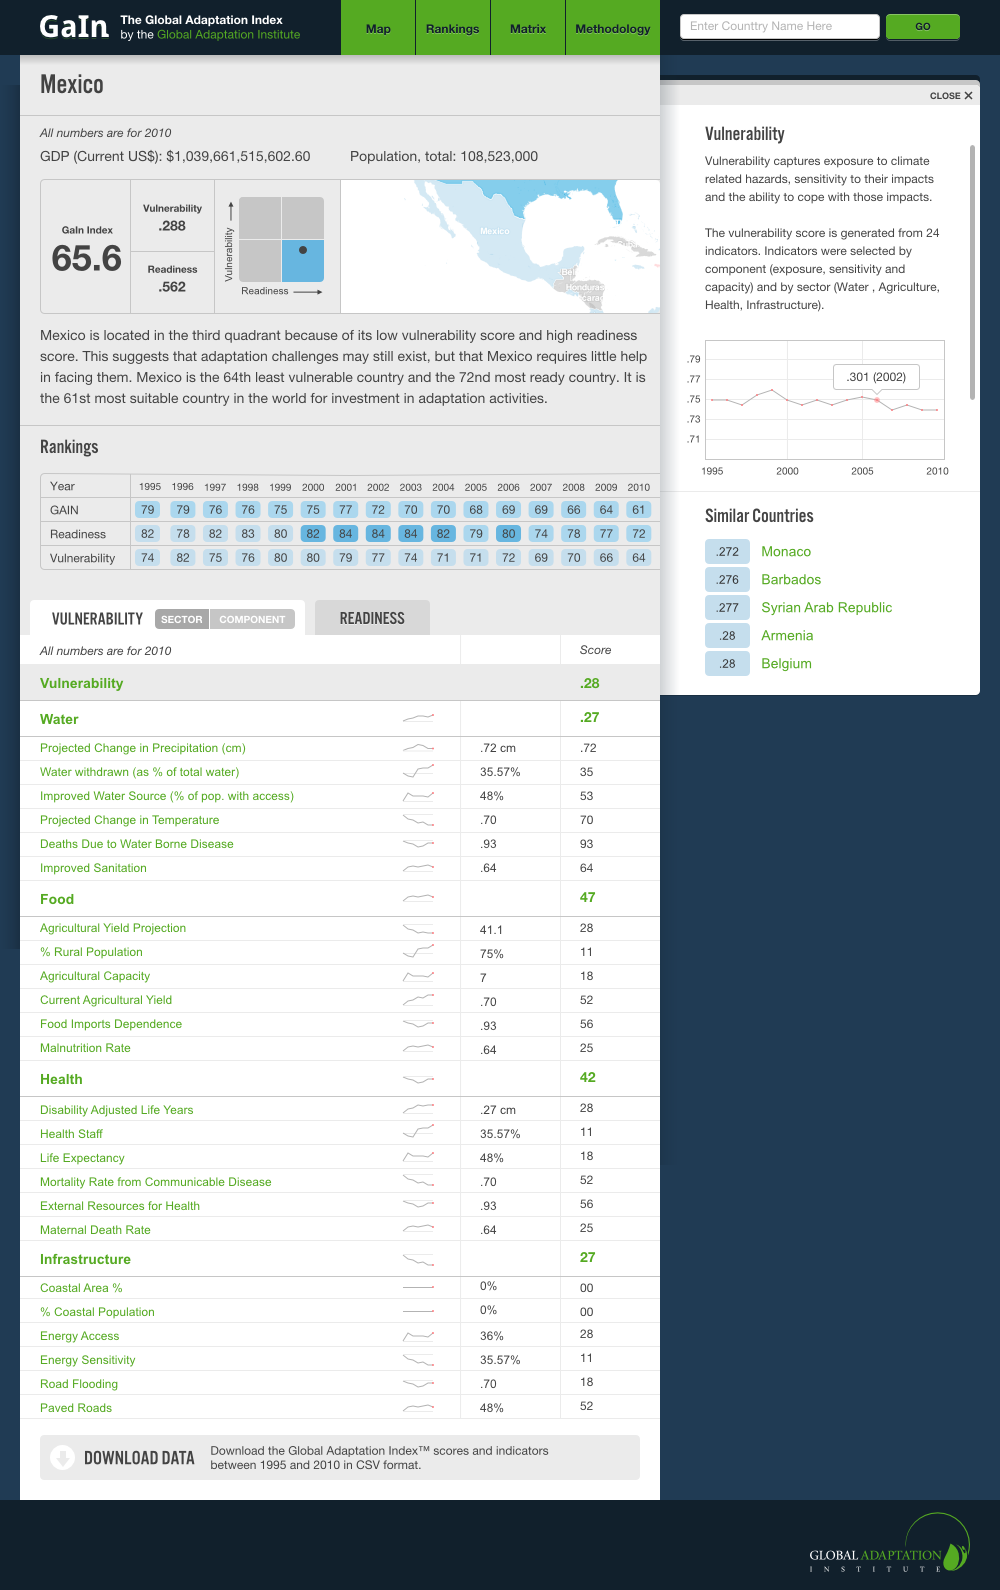 GaIn
The Global Adaptation Index
by the Global Adaptation Institute
Map
Rankings
Matrix
Methodology
Enter Counttry Name Here
GO
Mexico
All numbers are for 2010
GDP (Current US$): $1,039,661,515,602.60
Population, total: 108,523,000
GaIn Index
65.6
Vulnerability
.288
Readiness
.562
Vulnerability
Readiness
Mexico
Honduras
Mexico is located in the third quadrant because of its low vulnerability score and high readiness
score. This suggests that adaptation challenges may still exist, but that Mexico requires little help
in facing them. Mexico is the 64th least vulnerable country and the 72nd most ready country. It is
the 61st most suitable country in the world for investment in adaptation activities.
Rankings
Year 1995 1996 1997 1998 1999 2000 2001 2002 2003 2004 2005 2006 2007 2008 2009 2010
GAIN 79 79 76 76 75 75 77 72 70 70 68 69 69 66 64 61
Readiness 82 78 82 83 80 82 84 84 84 82 79 80 74 78 77 72
Vulnerability 74 82 75 76 80 80 79 77 74 71 71 72 69 70 66 64
VULNERABILITY SECTOR COMPONENT READINESS
All numbers are for 2010 Score
Vulnerability .28
Water .27
Projected Change in Precipitation (cm) .72 cm .72
Water withdrawn (as % of total water) 35.57% 35
Improved Water Source (% of pop. with access) 48% 53
Projected Change in Temperature .70 70
Deaths Due to Water Borne Disease .93 93
Improved Sanitation .64 64
Food 47
Agricultural Yield Projection 41.1 28
% Rural Population 75% 11
Agricultural Capacity 7 18
Current Agricultural Yield .70 52
Food Imports Dependence .93 56
Malnutrition Rate .64 25
Health 42
Disability Adjusted Life Years .27 cm 28
Health Staff 35.57% 11
Life Expectancy 48% 18
Mortality Rate from Communicable Disease .70 52
External Resources for Health .93 56
Maternal Death Rate .64 25
Infrastructure 27
Coastal Area % 0% 00
% Coastal Population 0% 00
Energy Access 36% 28
Energy Sensitivity 35.57% 11
Road Flooding .70 18
Paved Roads 48% 52
DOWNLOAD DATA
Download the Global Adaptation Index™ scores and indicators
between 1995 and 2010 in CSV format.
CLOSE X
Vulnerability
Vulnerability captures exposure to climate
related hazards, sensitivity to their impacts
and the ability to cope with those impacts.
The vulnerability score is generated from 24
indicators. Indicators were selected by
component (exposure, sensitivity and
capacity) and by sector (Water , Agriculture,
Health, Infrastructure).
.79
.77
.75
.73
.71
.301 (2002)
1995 2000 2005 2010
Similar Countries
.272 Monaco
.276 Barbados
.277 Syrian Arab Republic
.28 Armenia
.28 Belgium
GLOBAL ADAPTATION
INSTITUTE